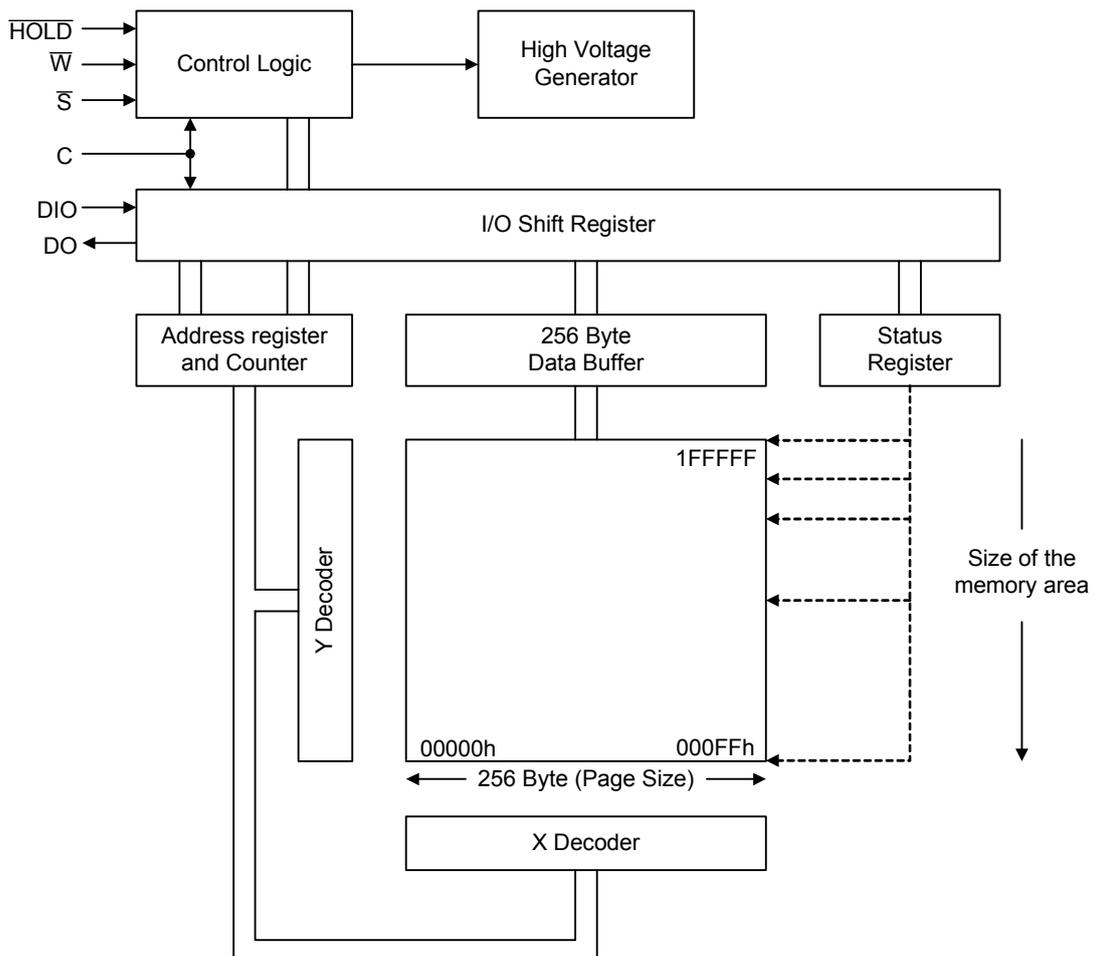 HOLD
W
S
C
Control Logic
High Voltage
Generator
DIO
DO
I/O Shift Register
Address register
and Counter
256 Byte
Data Buffer
Status
Register
1FFFFF
Y Decoder
Size of the
memory area
00000h
000FFh
256 Byte (Page Size)
X Decoder